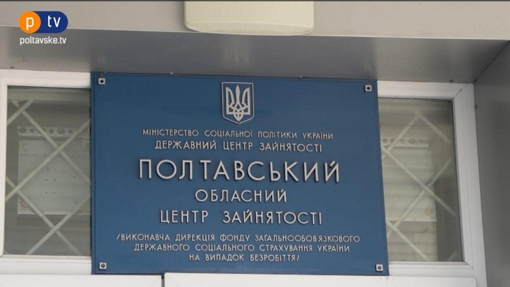 p tv
poltavske.tv
МІНІСТЕРСТВО СОЦІАЛЬНОЇ ПОЛІТИКИ УКРАЇНИ
ДЕРЖАВНИЙ ЦЕНТР ЗАЙНЯТОСТІ
ПОЛТАВСЬКИЙ
ОБЛАСНИЙ
ЦЕНТР ЗАЙНЯТОСТІ
/ВИКОНАВЧА ДИРЕКЦІЯ ФОНДУ ЗАГАЛЬНООБОВ'ЯЗКОВОГО
ДЕРЖАВНОГО СОЦІАЛЬНОГО СТРАХУВАННЯ УКРАЇНИ
НА ВИПАДОК БЕЗРОБІТТЯ/